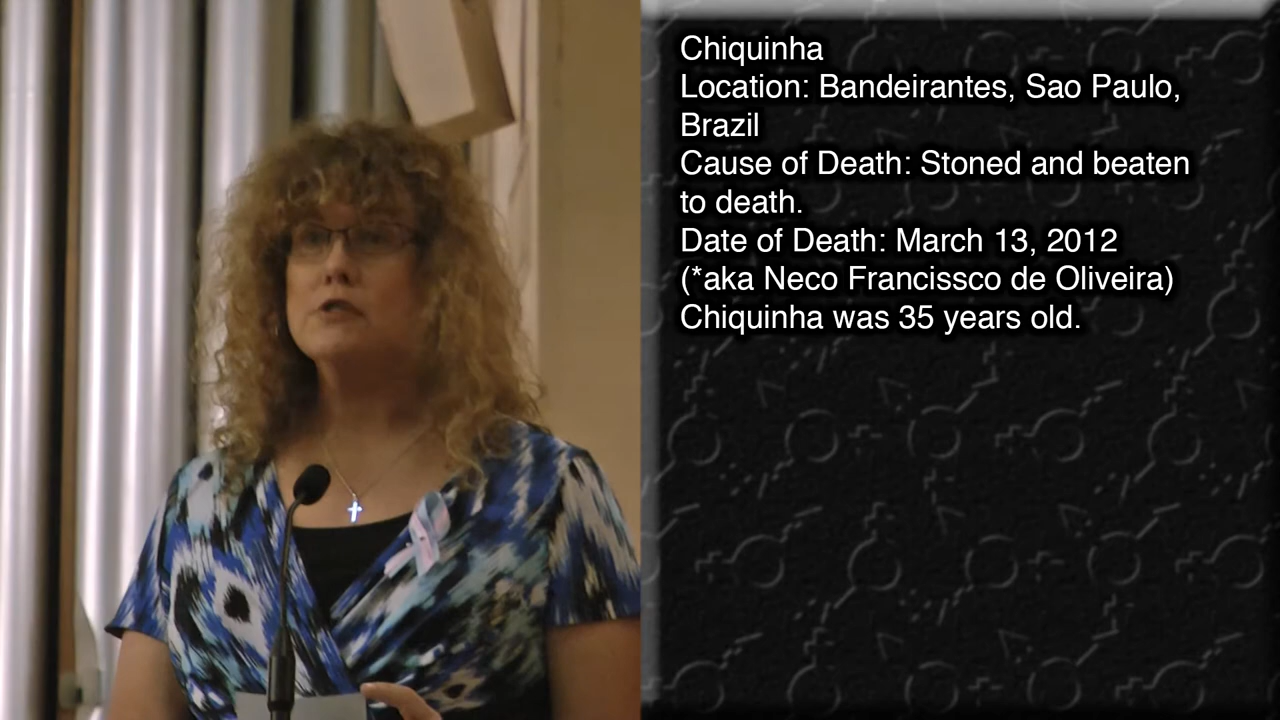 Chiquinha
Location: Bandeirantes, Sao Paulo,
Brazil
Cause of Death: Stoned and beaten
to death.
Date of Death: March 13, 2012
(*aka Neco Francissco de Oliveira)
Chiquinha was 35 years old.